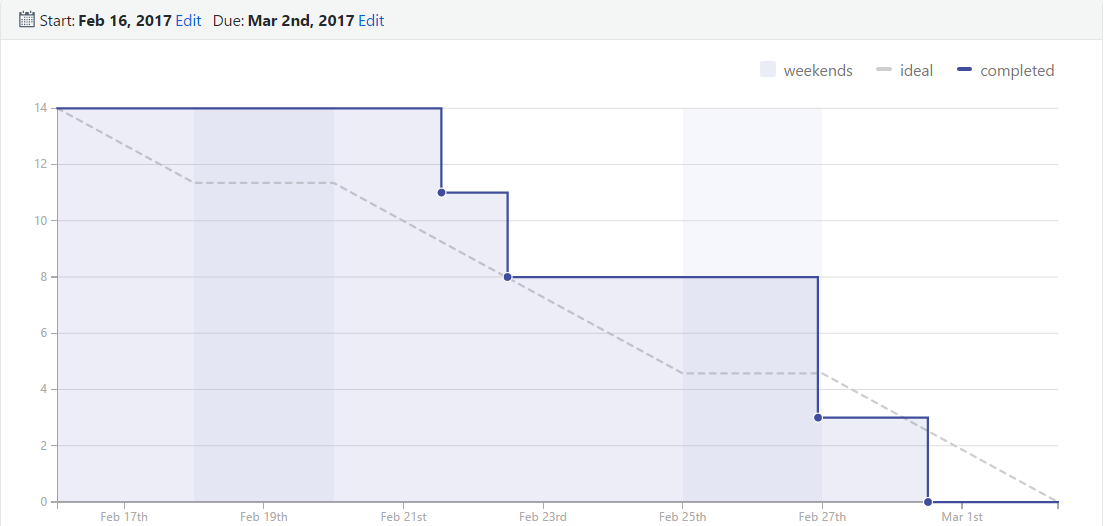 Start: Feb 16, 2017 Edit Due: Mar 2nd, 2017 Edit
weekends ideal completed
14
12
10
8
6
4
2
0
Feb 17th Feb 19th Feb 21st Feb 23rd Feb 25th Feb 27th Mar 1st